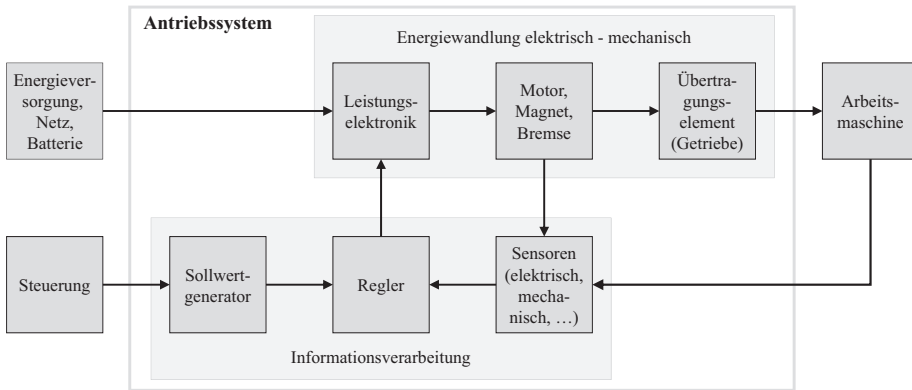 Antriebssystem
Energiewandlung elektrisch - mechanisch
Energiever-
sorgung,
Netz,
Batterie
Leistungs-
elektronik
Motor,
Magnet,
Bremse
Übertra-
gungs-
element
(Getriebe)
Arbeits-
maschine
Steuerung
Sollwert-
generator
Regler
Sensoren
(elektrisch,
mecha-
nisch, …)
Informationsverarbeitung